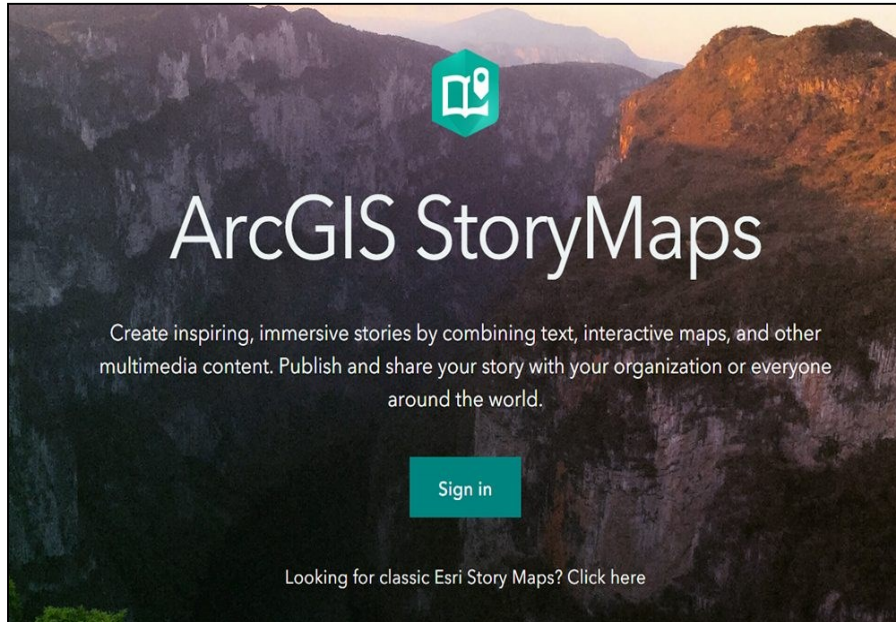 ArcGIS StoryMaps
Create inspiring, immersive stories by combining text, interactive maps, and other
multimedia content. Publish and share your story with your organization or everyone
around the world.
Sign in
Looking for classic Esri Story Maps? Click here